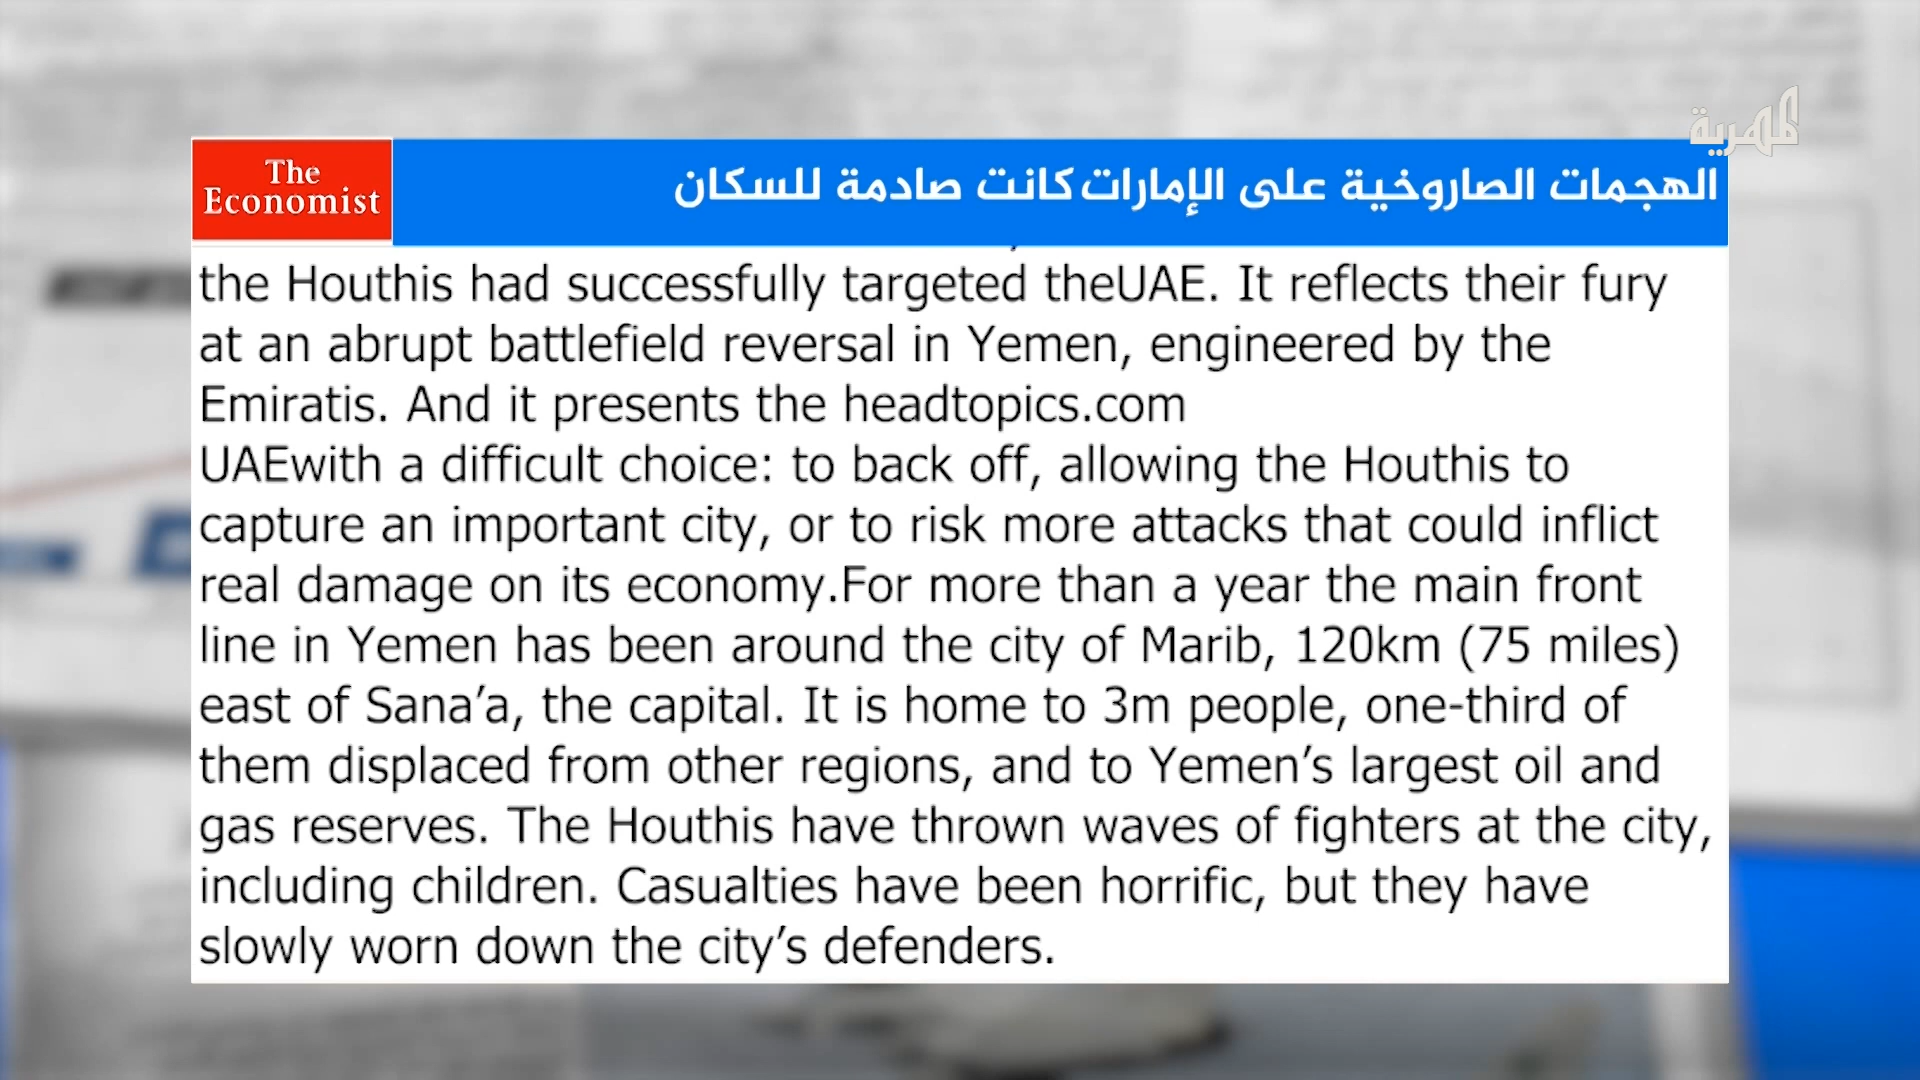 المهرية
The
Economist
الهجمات الصاروخية على الإمارات كانت صادمة للسكان
the Houthis had successfully targeted theUAE. It reflects their fury
at an abrupt battlefield reversal in Yemen, engineered by the
Emiratis. And it presents the headtopics.com
UAEwith a difficult choice: to back off, allowing the Houthis to
capture an important city, or to risk more attacks that could inflict
real damage on its economy.For more than a year the main front
line in Yemen has been around the city of Marib, 120km (75 miles)
east of Sana’a, the capital. It is home to 3m people, one-third of
them displaced from other regions, and to Yemen’s largest oil and
gas reserves. The Houthis have thrown waves of fighters at the city,
including children. Casualties have been horrific, but they have
slowly worn down the city’s defenders.